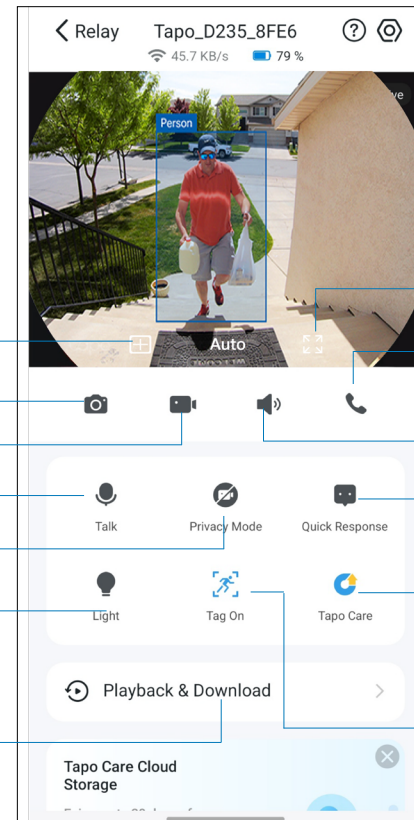 Relay Tapo_D235_8FE6
45.7 KB/s 79 %
Person
Auto
Talk Privacy Mode Quick Response
Light Tag On Tapo Care
Playback & Download
Tapo Care Cloud
Storage